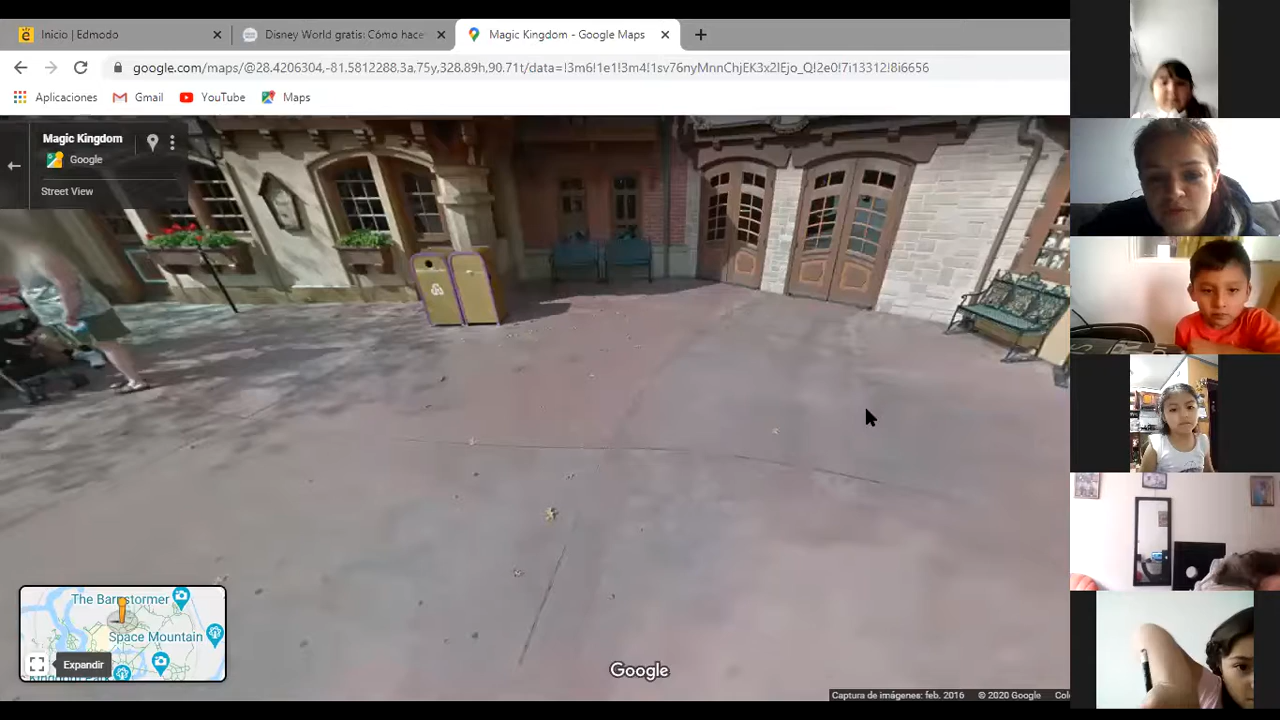 Inicio | Edmodo
Disney World gratis: Cómo hace
Magic Kingdom - Google Maps
google.com/maps/@28.4206304,-81.5812288,3a,75y,328.89h,90.71t/data=!3m6!1e1!3m4!1sv76nyMnnChjEK3x2lEjo_Q!2e0!7i13312!8i6656
Aplicaciones
Gmail
YouTube
Maps
Magic Kingdom
Google
Street View
The Barnstormer
Space Mountain
Expandir
Google
Captura de imágenes: feb. 2016
© 2020 Google